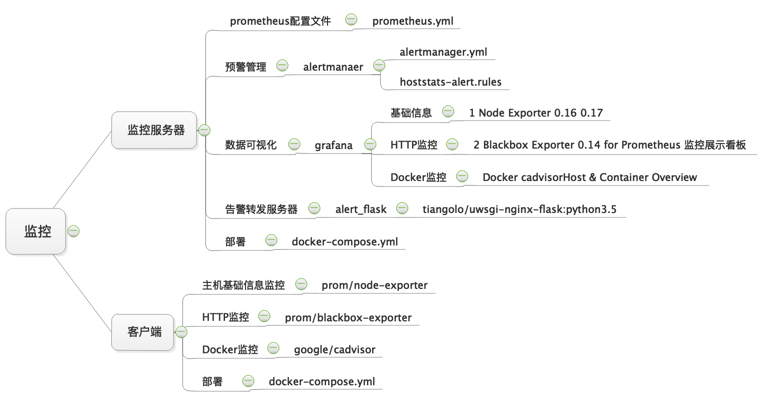 监控
监控服务器
prometheus配置文件
prometheus.yml
预警管理
alertmanaer
alertmanager.yml
hoststats-alert.rules
数据可视化
grafana
基础信息
1 Node Exporter 0.16 0.17
HTTP监控
2 Blackbox Exporter 0.14 for Prometheus 监控展示看板
Docker监控
Docker cadvisorHost & Container Overview
告警转发服务器
alert_flask
tiangolo/uwsgi-nginx-flask:python3.5
部署
docker-compose.yml
客户端
主机基础信息监控
prom/node-exporter
HTTP监控
prom/blackbox-exporter
Docker监控
google/cadvisor
部署
docker-compose.yml